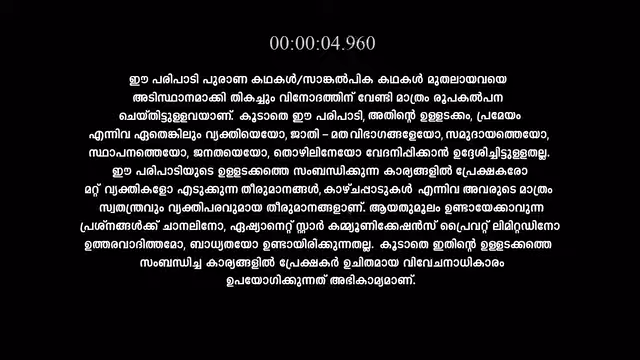 00:00:04.960
ഈ പരിപാടി പുരാണ കഥകൾ/സാങ്കൽപിക കഥകൾ മുതലായവയെ
അടിസ്ഥാനമാക്കി തികച്ചും വിനോദത്തിന് വേണ്ടി മാത്രം രൂപകൽപന
ചെയ്തിട്ടുള്ളവയാണ്. കൂടാതെ ഈ പരിപാടി, അതിന്റെ ഉള്ളടക്കം, പ്രമേയം
എന്നിവ ഏതെങ്കിലും വ്യക്തിയെയോ, ജാതി – മതവിഭാഗങ്ങളേയോ, സമുദായത്തെയോ,
സ്ഥാപനത്തെയോ, ജനതയെയോ, തൊഴിലിനേയോ വേദനിപ്പിക്കാൻ ഉദ്ദേശിച്ചിട്ടുള്ളതല്ല.
ഈ പരിപാടിയുടെ ഉള്ളടക്കത്തെ സംബന്ധിക്കുന്ന കാര്യങ്ങളിൽ പ്രേക്ഷകരോ
മറ്റ് വ്യക്തികളോ എടുക്കുന്ന തീരുമാനങ്ങൾ, കാഴ്ചപ്പാടുകൾ എന്നിവ അവരുടെ മാത്രം
സ്വതന്ത്രവും വ്യക്തിപരവുമായ തീരുമാനങ്ങളാണ്. ആയതുമൂലം ഉണ്ടായേക്കാവുന്ന
പ്രശ്നങ്ങൾക്ക് ചാനലിനോ, ഏഷ്യാനെറ്റ് സ്റ്റാർ കമ്മ്യൂണിക്കേഷൻസ് പ്രൈവറ്റ് ലിമിറ്റഡിനോ
ഉത്തരവാദിത്തമോ, ബാധ്യതയോ ഉണ്ടായിരിക്കുന്നതല്ല. കൂടാതെ ഇതിന്റെ ഉള്ളടക്കത്തെ
സംബന്ധിച്ച കാര്യങ്ങളിൽ പ്രേക്ഷകർ ഉചിതമായ വിവേചനാധികാരം
ഉപയോഗിക്കുന്നത് അഭികാമ്യമാണ്.